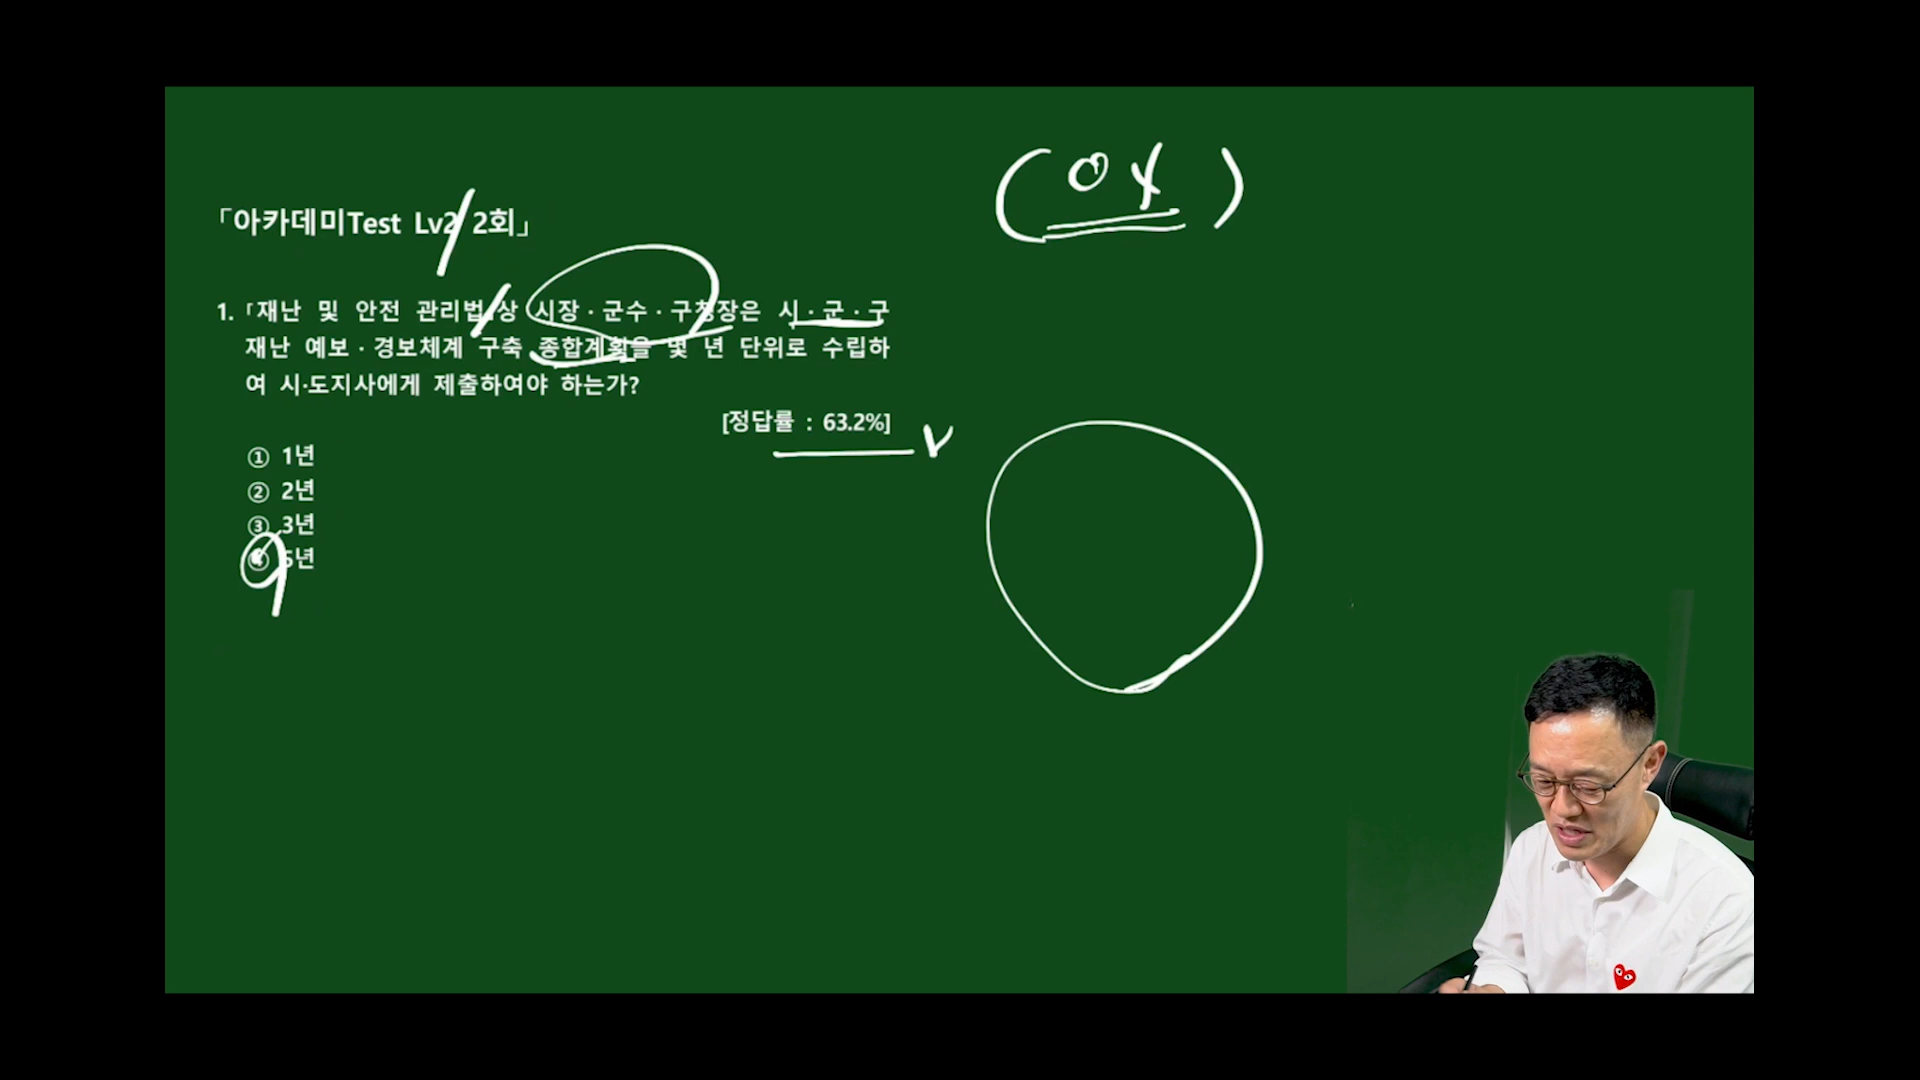 「아카데미Test Lv2 2회」
( O X )
1. 「재난 및 안전 관리법」상 시장·군수·구청장은 시·군·구
재난 예보·경보체계 구축 종합계획을 몇 년 단위로 수립하
여 시·도지사에게 제출하여야 하는가?
[정답률 : 63.2%]
① 1년
② 2년
③ 3년
④ 5년